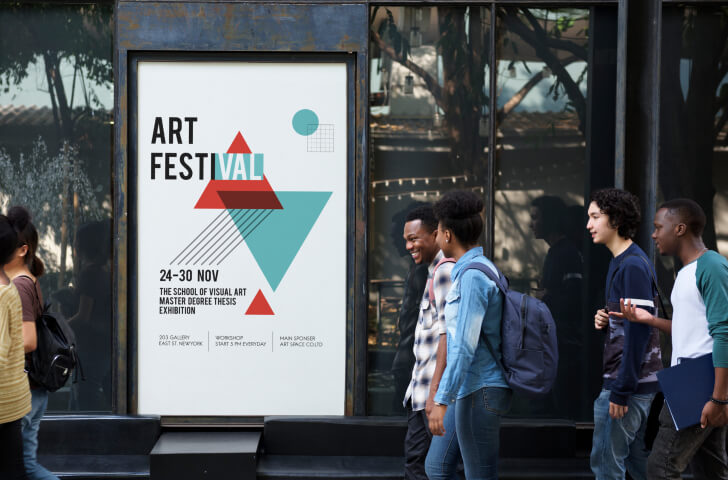 ART
FESTIVAL
24-30 NOV
THE SCHOOL OF VISUAL ART
MASTER DEGREE THESIS
EXHIBITION
203 GALLERY
EAST ST. NEWYORK
WORKSHOP
START 5 PM EVERYDAY
MAIN SPONSER
ART SPACE CO.LTD